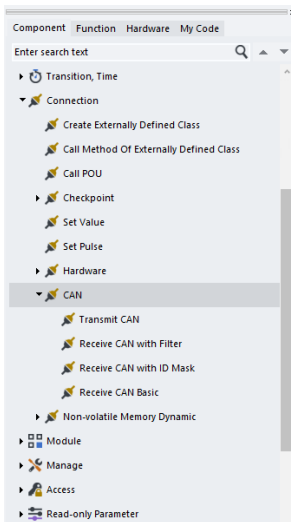 Component Function Hardware My Code
Enter search text
Transition, Time
Connection
Create Externally Defined Class
Call Method Of Externally Defined Class
Call POU
Checkpoint
Set Value
Set Pulse
Hardware
CAN
Transmit CAN
Receive CAN with Filter
Receive CAN with ID Mask
Receive CAN Basic
Non-volatile Memory Dynamic
Module
Manage
Access
Read-only Parameter